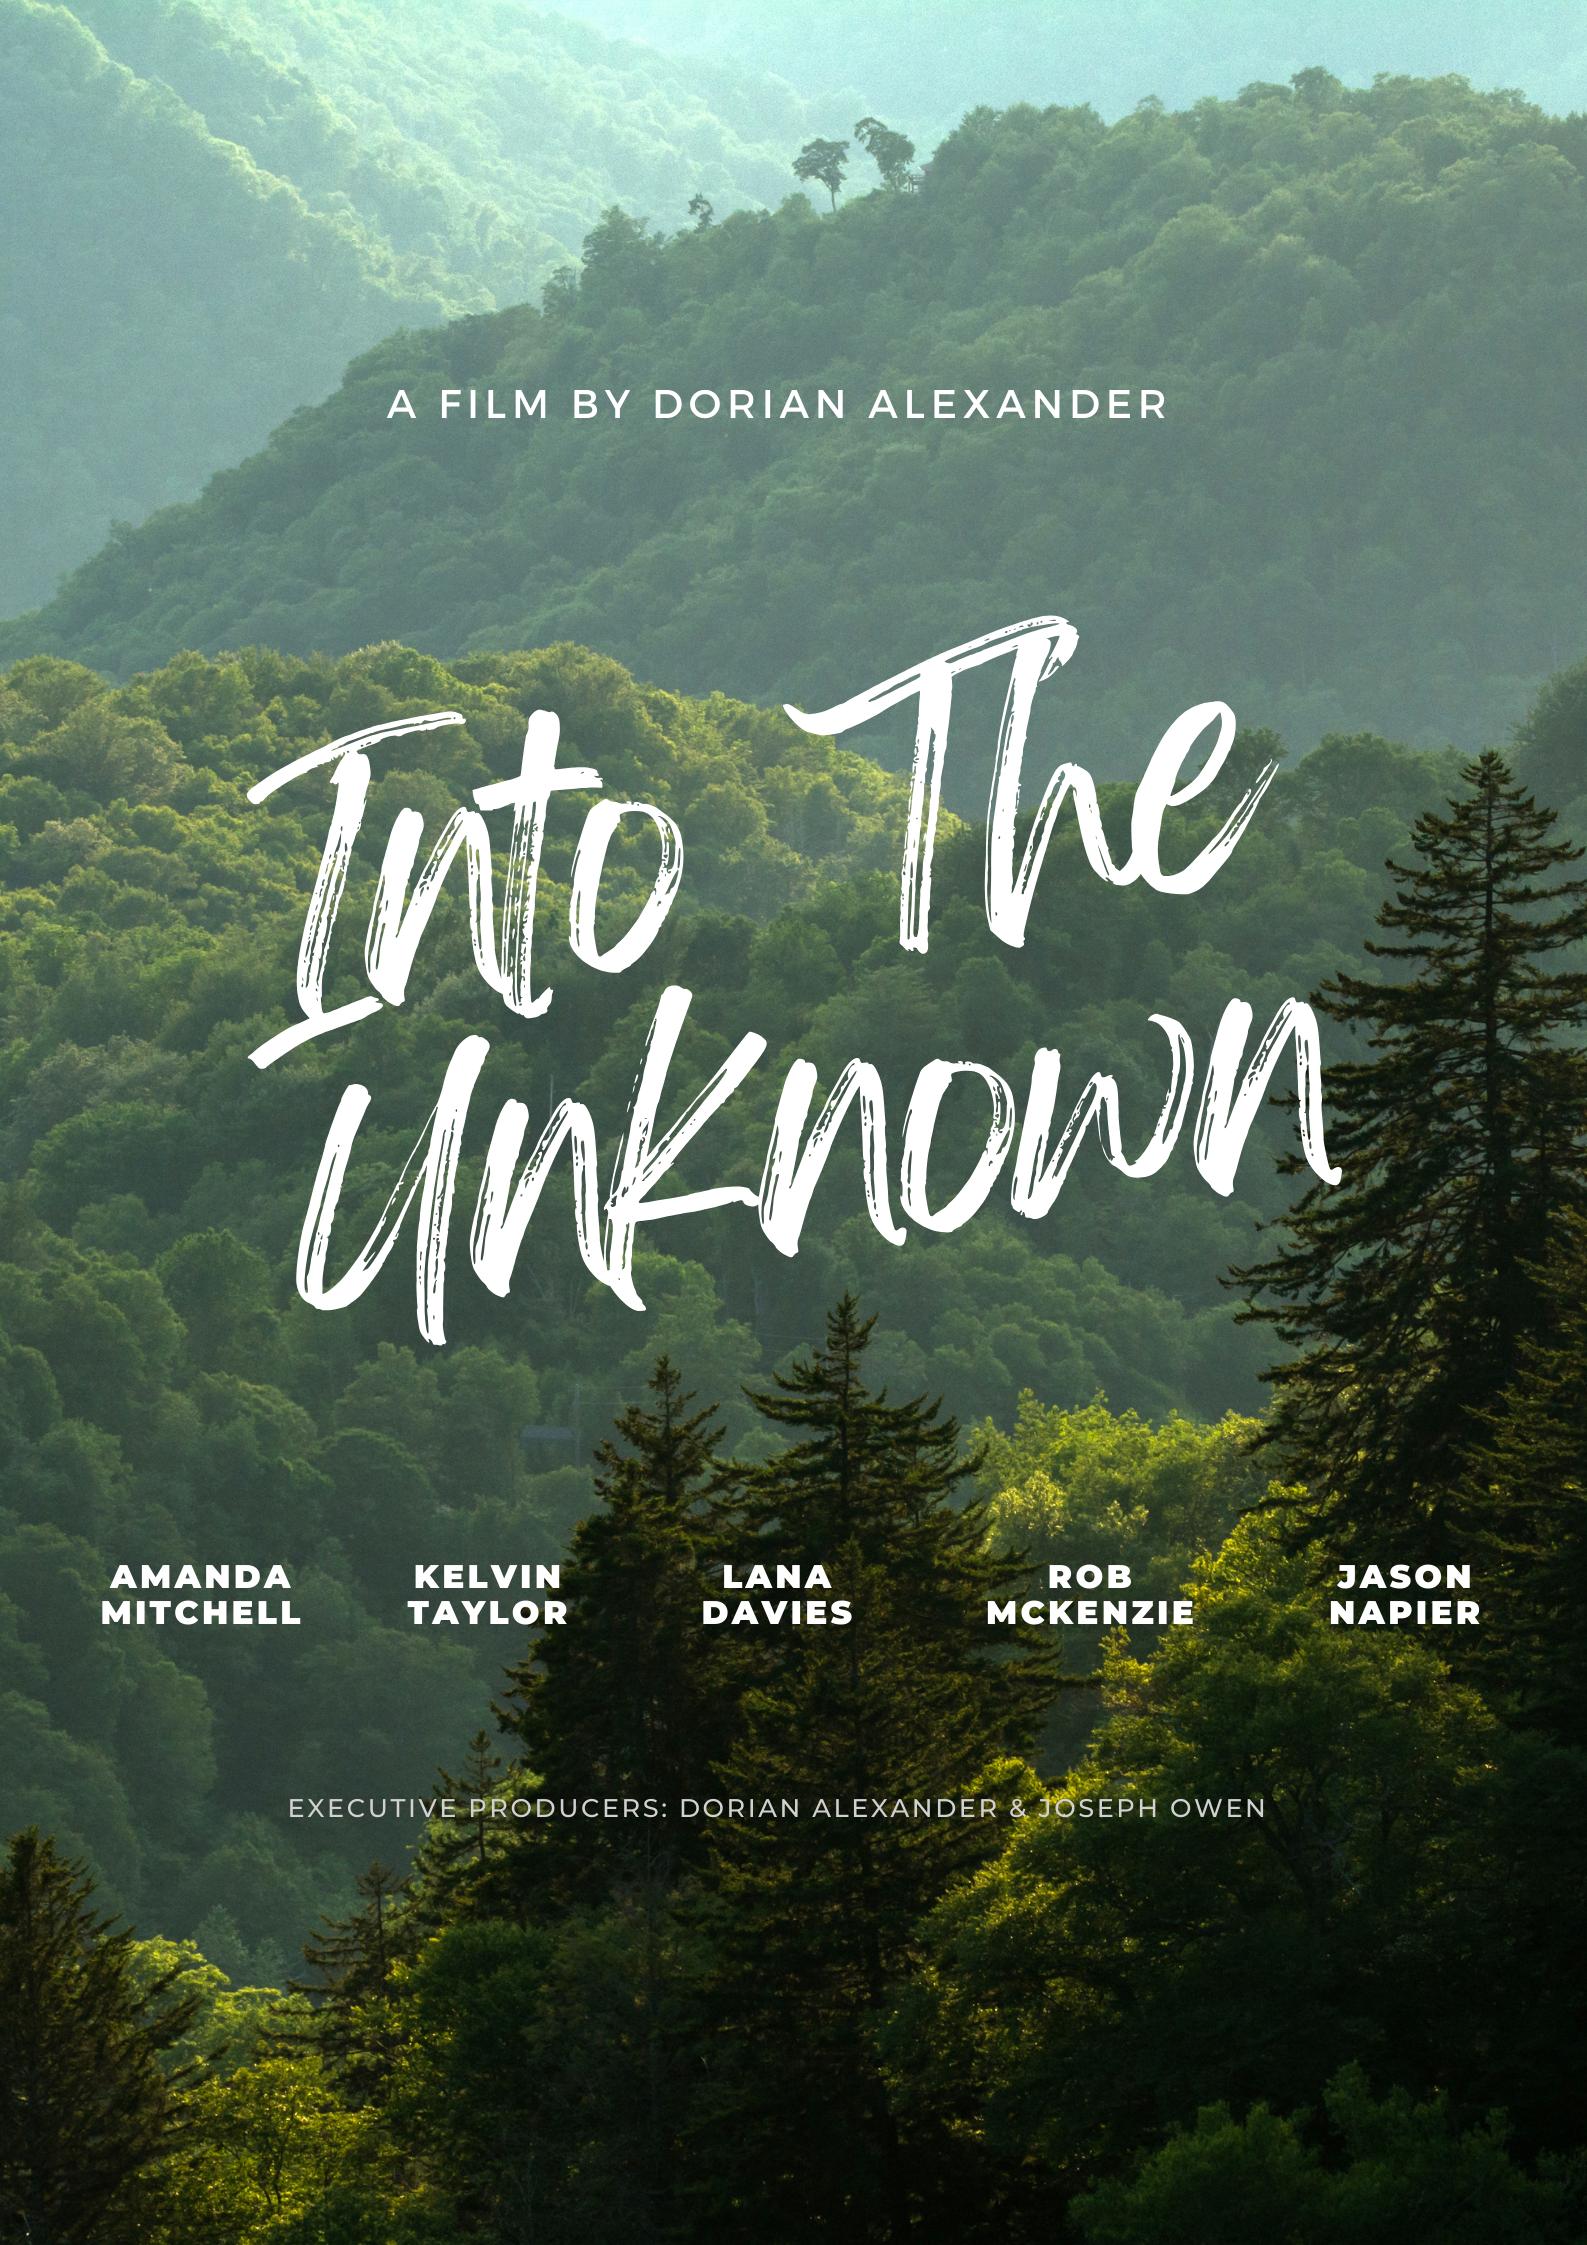 A FILM BY DORIAN ALEXANDER
Into The
Unknown
AMANDA MITCHELL
KELVIN TAYLOR
LANA DAVIES
ROB MCKENZIE
JASON NAPIER
EXECUTIVE PRODUCERS: DORIAN ALEXANDER & JOSEPH OWEN